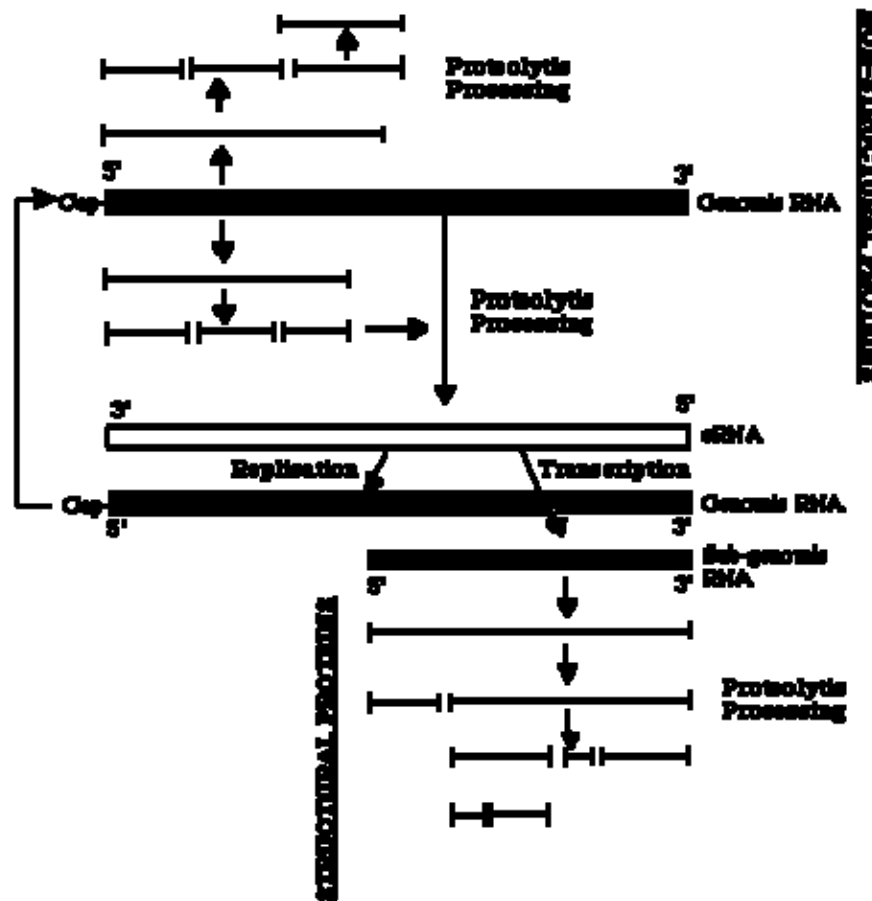 Proteolytic
Processing
5'
3'
Cap
Genomic RNA
Proteolytic
Processing
3'
5'
cRNA
Replication
Transcription
Cap
Genomic RNA
5'
3'
Sub-genomic
RNA
5'
3'
Proteolytic
Processing
STRUCTURAL PROTEINS